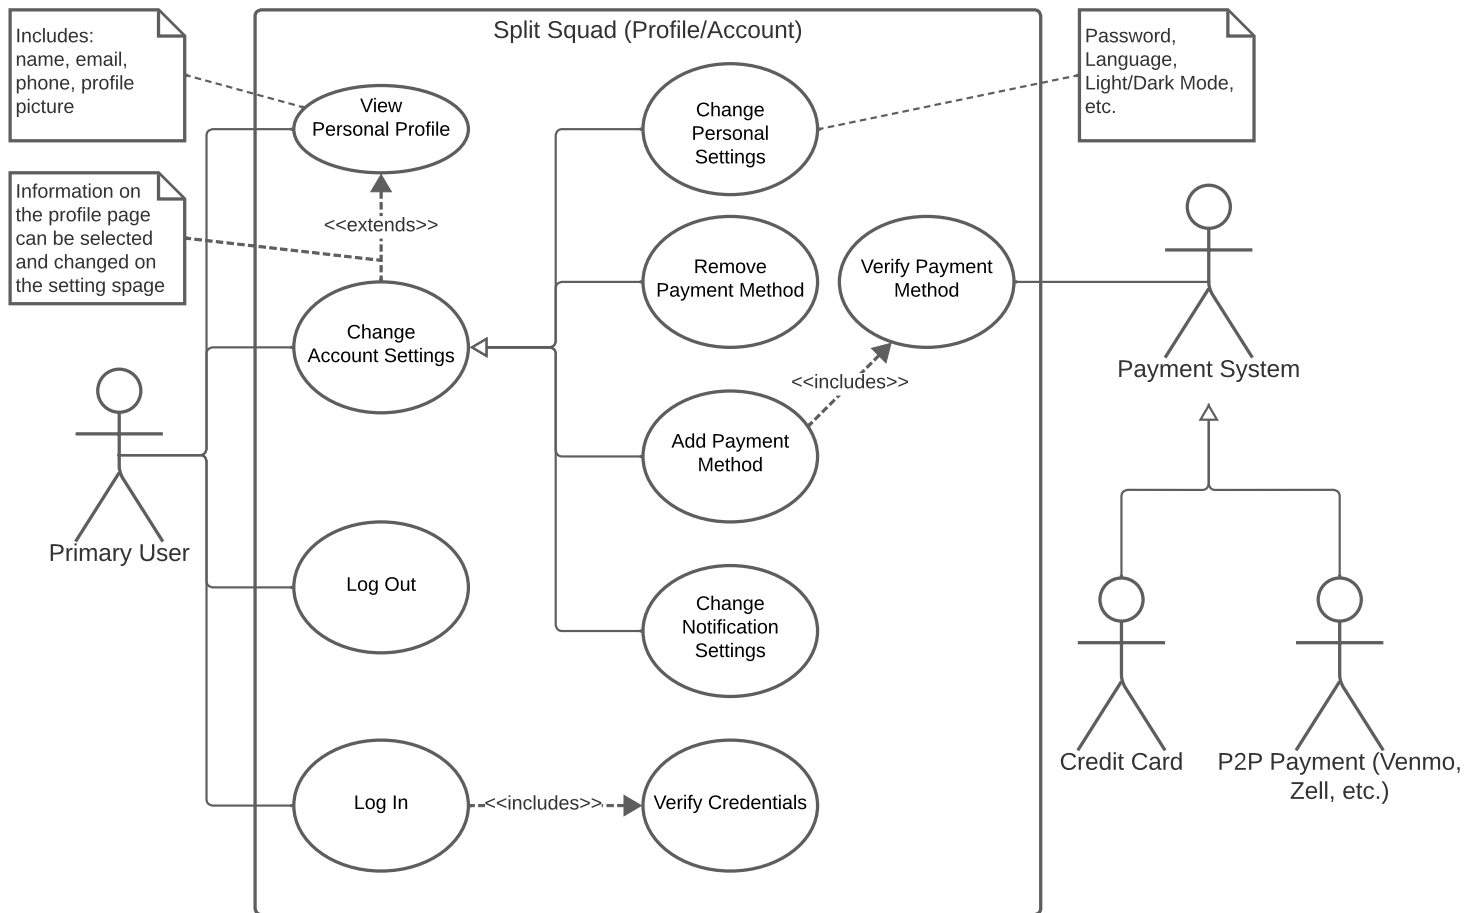 Split Squad (Profile/Account)
Includes:
name, email,
phone, profile
picture
Password,
Language,
Light/Dark Mode,
etc.
View
Personal Profile
Change
Personal
Settings
Information on
the profile page
can be selected
and changed on
the setting spage
<<extends>>
Remove
Payment Method
Verify Payment
Method
Change
Account Settings
Payment System
<<includes>>
Add Payment
Method
Primary User
Log Out
Change
Notification
Settings
Credit Card
P2P Payment (Venmo,
Zell, etc.)
Log In
<<includes>>
Verify Credentials